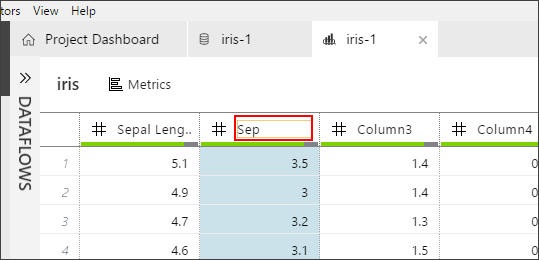 tors View Help
Project Dashboard iris-1 iris-1 ×
iris Metrics
DATAFLOWS
# Sepal Leng.. # Sep # Column3 # Column4
1 5.1 3.5 1.4 0
2 4.9 3 1.4 0
3 4.7 3.2 1.3 0
4 4.6 3.1 1.5 0